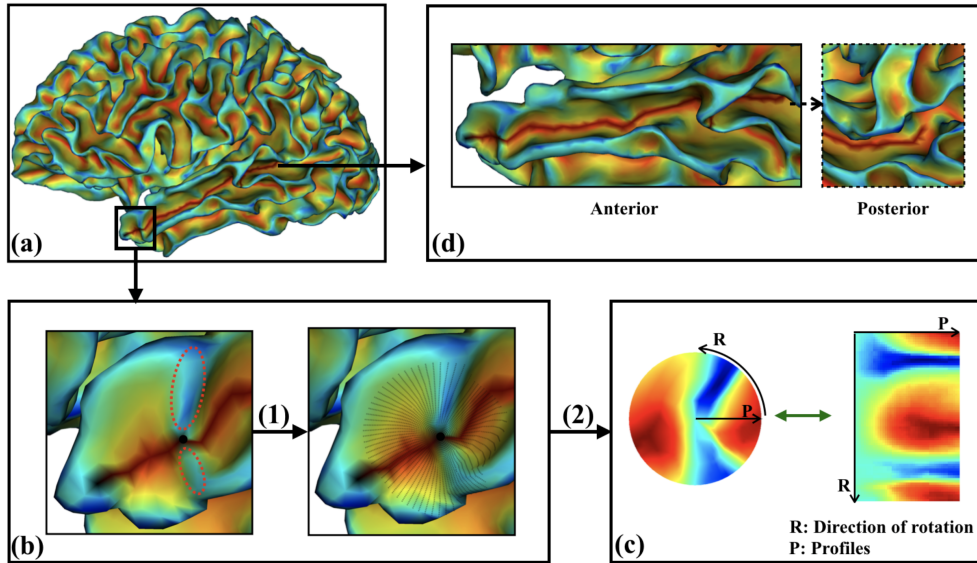 (a)
(d)
Anterior
Posterior
(b)
(1)
(2)
(c)
R
P
P
R
R: Direction of rotation
P: Profiles